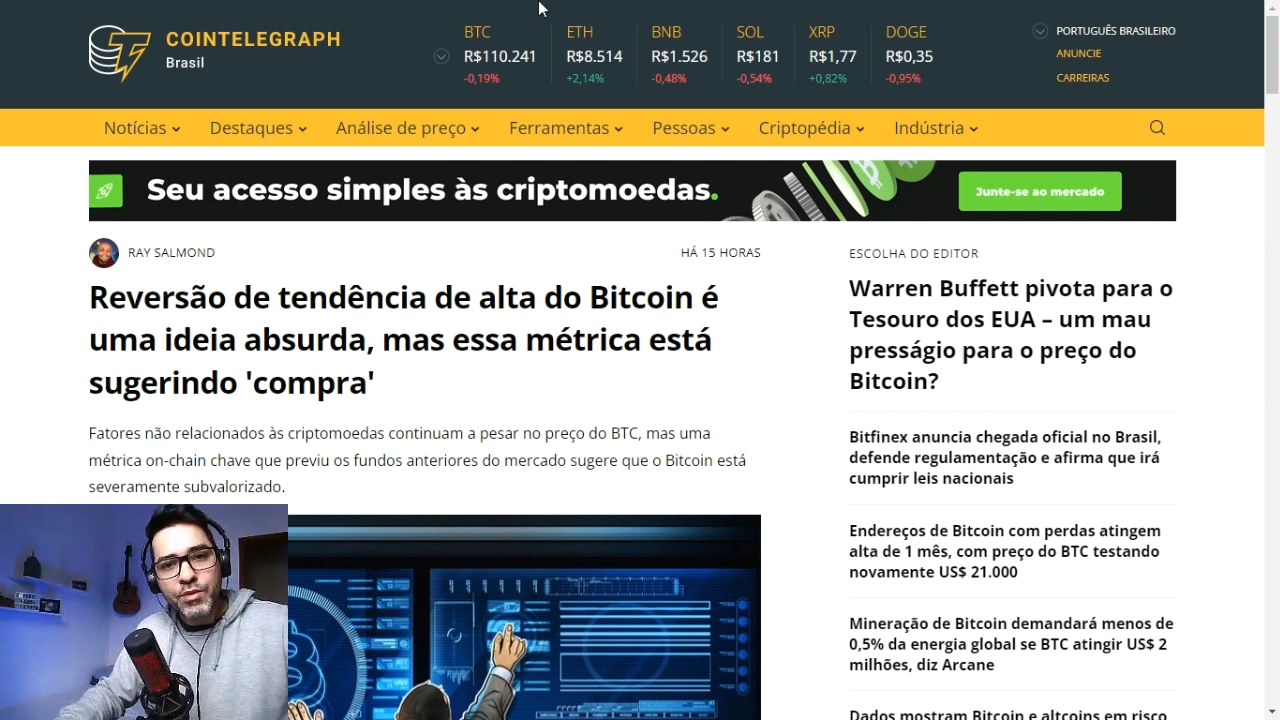 COINTELEGRAPH
Brasil
BTC
R$110.241
-0,19%
ETH
R$8.514
+2,14%
BNB
R$1.526
-0,48%
SOL
R$181
-0,54%
XRP
R$1,77
+0,82%
DOGE
R$0,35
-0,95%
PORTUGUÊS BRASILEIRO
ANUNCIE
CARREIRAS
Notícias Destaques Análise de preço Ferramentas Pessoas Criptopédia Indústria
Seu acesso simples às criptomoedas.
Junte-se ao mercado
RAY SALMOND
HÁ 15 HORAS
Reversão de tendência de alta do Bitcoin é
uma ideia absurda, mas essa métrica está
sugerindo 'compra'
Fatores não relacionados às criptomoedas continuam a pesar no preço do BTC, mas uma
métrica on-chain chave que previu os fundos anteriores do mercado sugere que o Bitcoin está
severamente subvalorizado.
ESCOLHA DO EDITOR
Warren Buffett pivota para o
Tesouro dos EUA – um mau
presságio para o preço do
Bitcoin?
Bitfinex anuncia chegada oficial no Brasil,
defende regulamentação e afirma que irá
cumprir leis nacionais
Endereços de Bitcoin com perdas atingem
alta de 1 mês, com preço do BTC testando
novamente US$ 21.000
Mineração de Bitcoin demandará menos de
0,5% da energia global se BTC atingir US$ 2
milhões, diz Arcane
Dados mostram Bitcoin e altcoins em risco